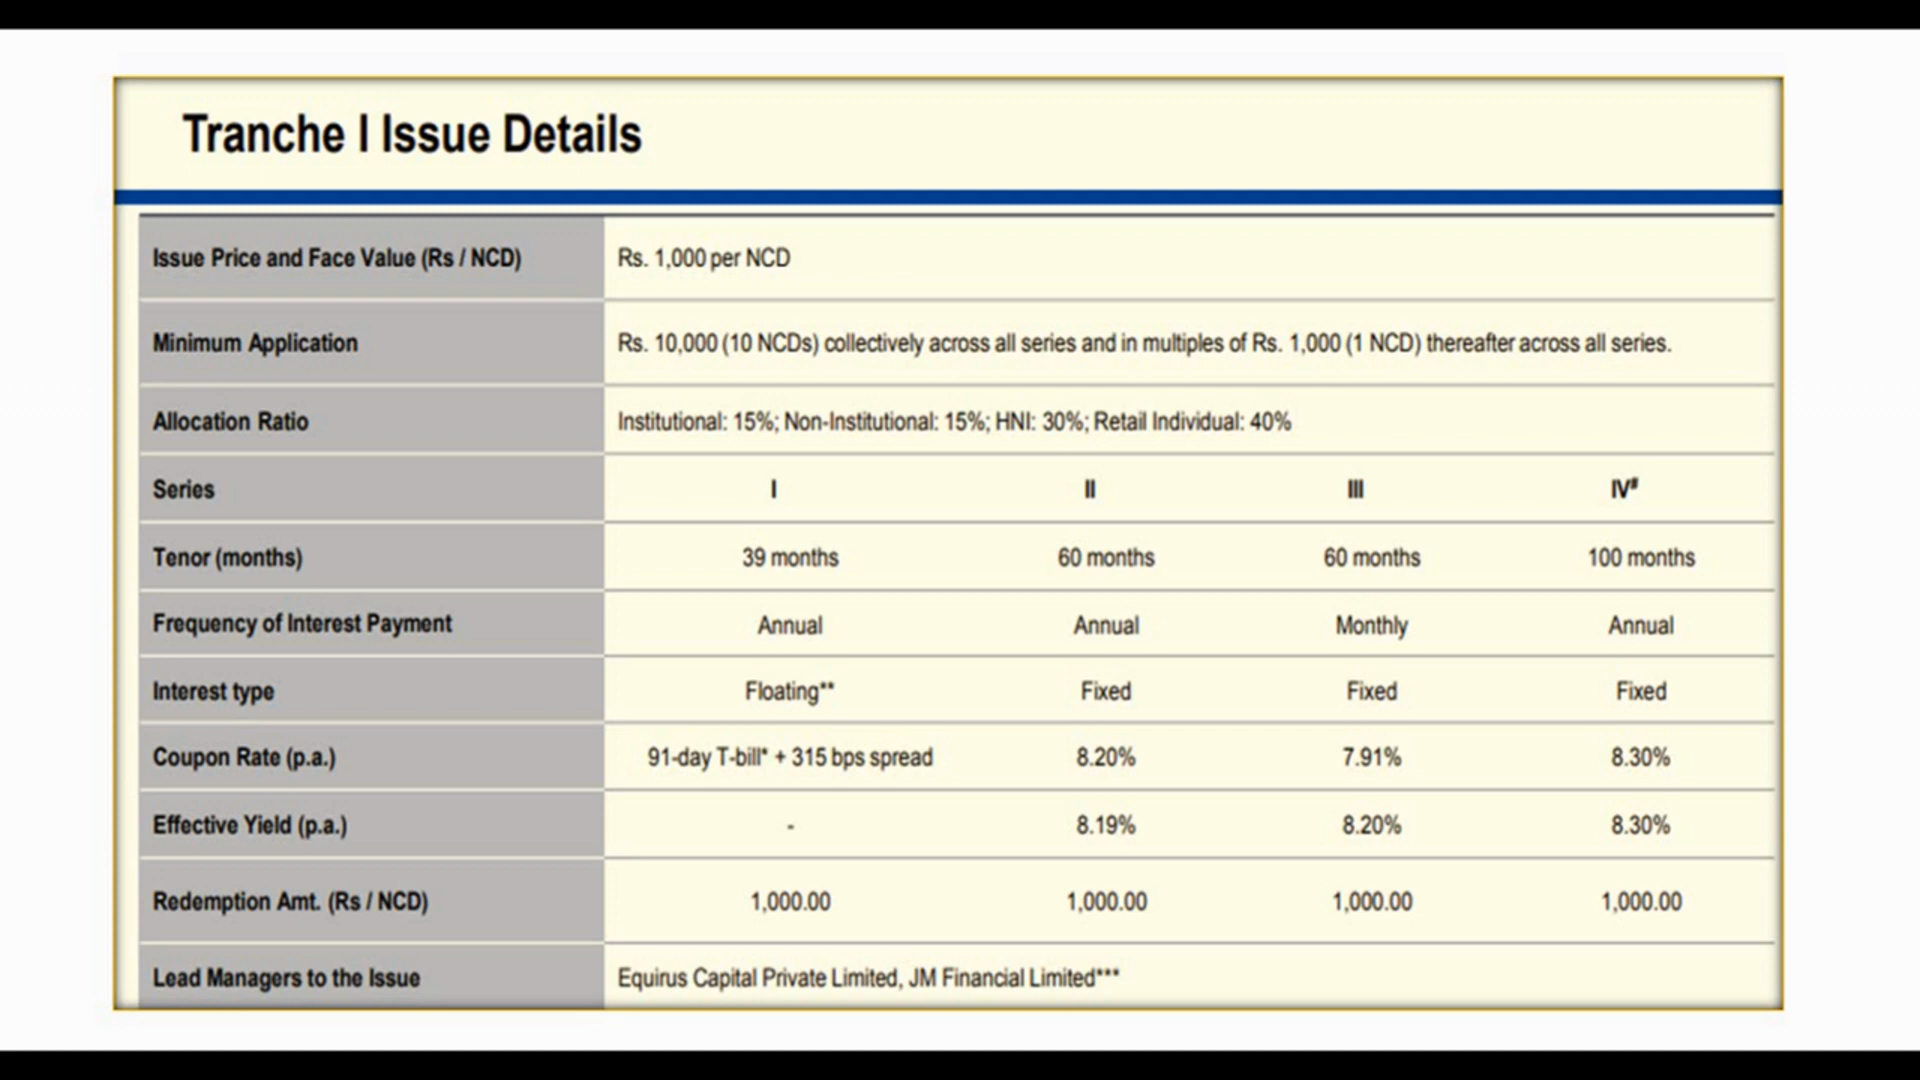 Tranche I Issue Details
Issue Price and Face Value (Rs / NCD) Rs. 1,000 per NCD
Minimum Application Rs. 10,000 (10 NCDs) collectively across all series and in multiples of Rs. 1,000 (1 NCD) thereafter across all series.
Allocation Ratio Institutional: 15%; Non-Institutional: 15%; HNI: 30%; Retail Individual: 40%
Series I II III IV#
Tenor (months) 39 months 60 months 60 months 100 months
Frequency of Interest Payment Annual Annual Monthly Annual
Interest type Floating** Fixed Fixed Fixed
Coupon Rate (p.a.) 91-day T-bill* + 315 bps spread 8.20% 7.91% 8.30%
Effective Yield (p.a.) - 8.19% 8.20% 8.30%
Redemption Amt. (Rs / NCD) 1,000.00 1,000.00 1,000.00 1,000.00
Lead Managers to the Issue Equirus Capital Private Limited, JM Financial Limited***